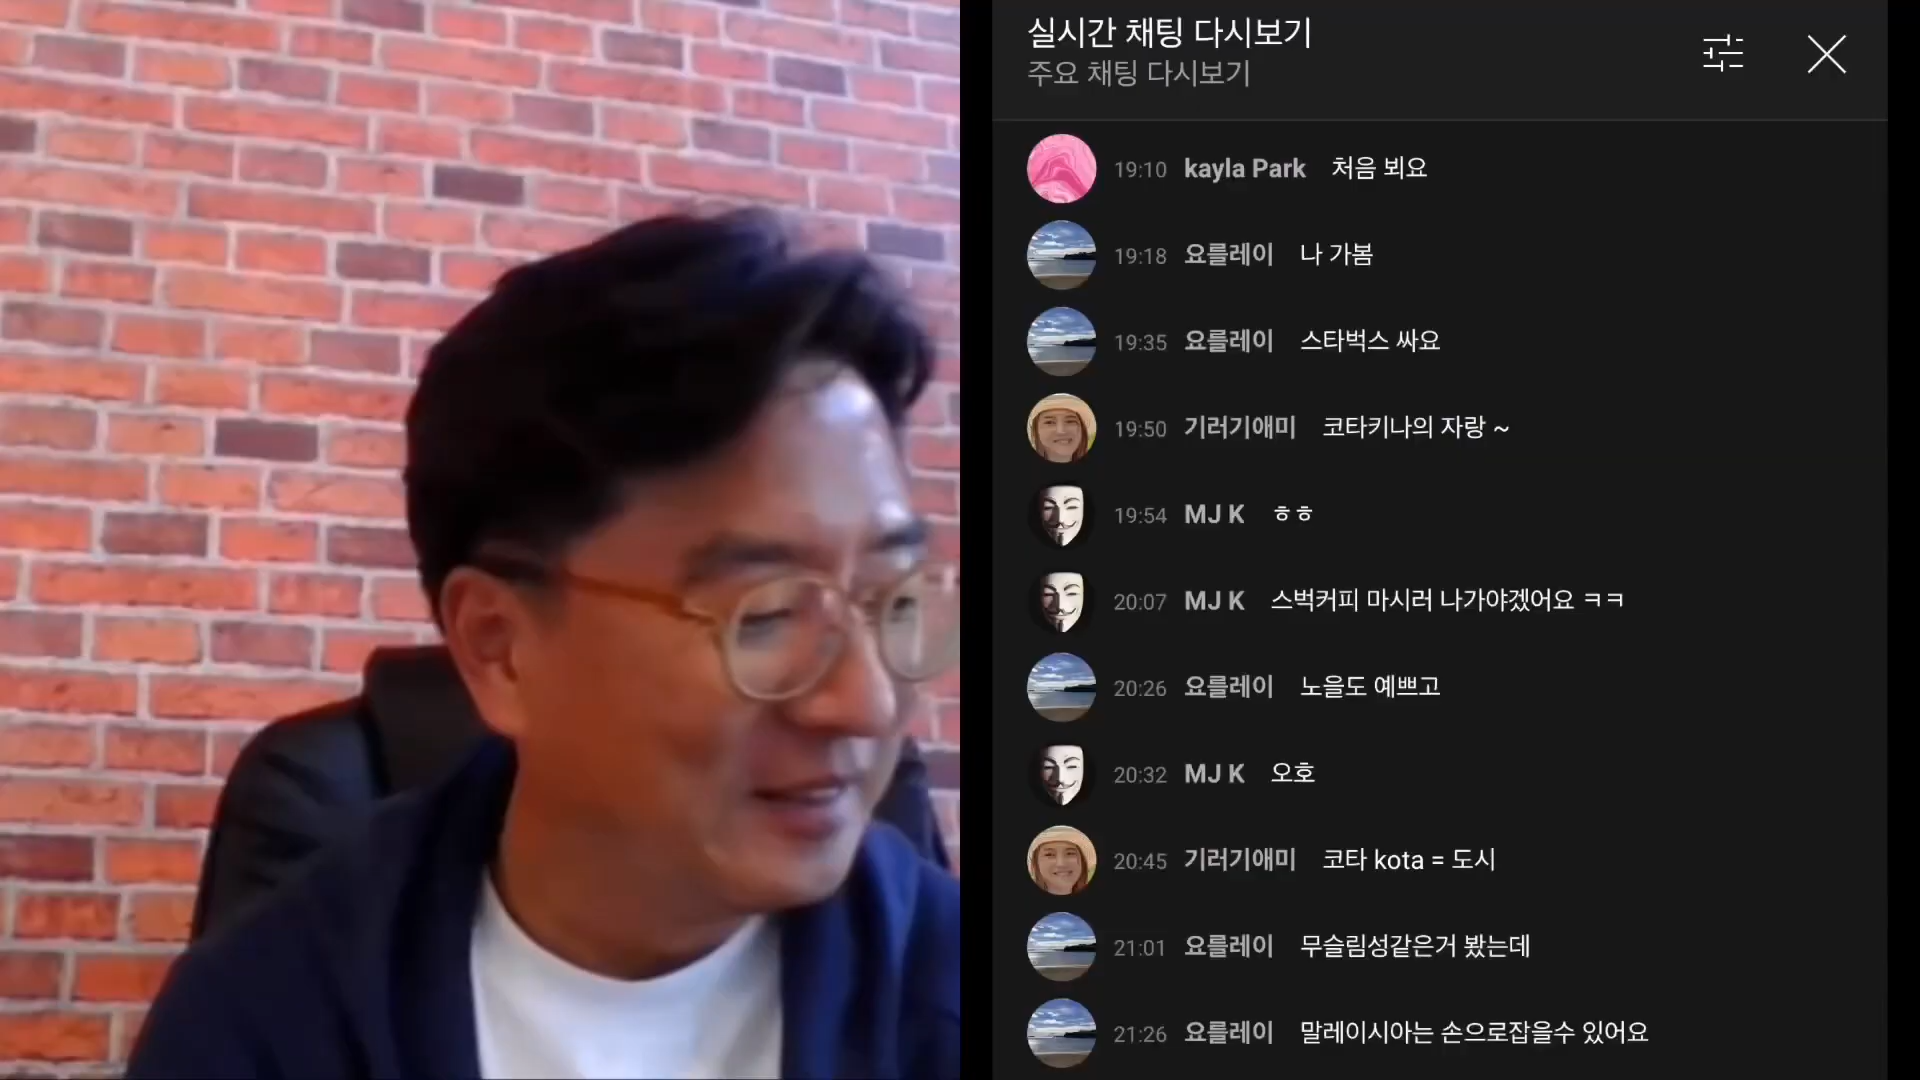 실시간 채팅 다시보기
주요 채팅 다시보기
19:10 kayla Park 처음 뵈요
19:18 요를레이 나 가봄
19:35 요를레이 스타벅스 싸요
19:50 기러기애미 코타키나의 자랑 ~
19:54 MJ K ㅎㅎ
20:07 MJ K 스벅커피 마시러 나가야겠어요 ㅋㅋ
20:26 요를레이 노을도 예쁘고
20:32 MJ K 오호
20:45 기러기애미 코타 kota = 도시
21:01 요를레이 무슬림성같은거 봤는데
21:26 요를레이 말레이시아는 손으로잡을수 있어요